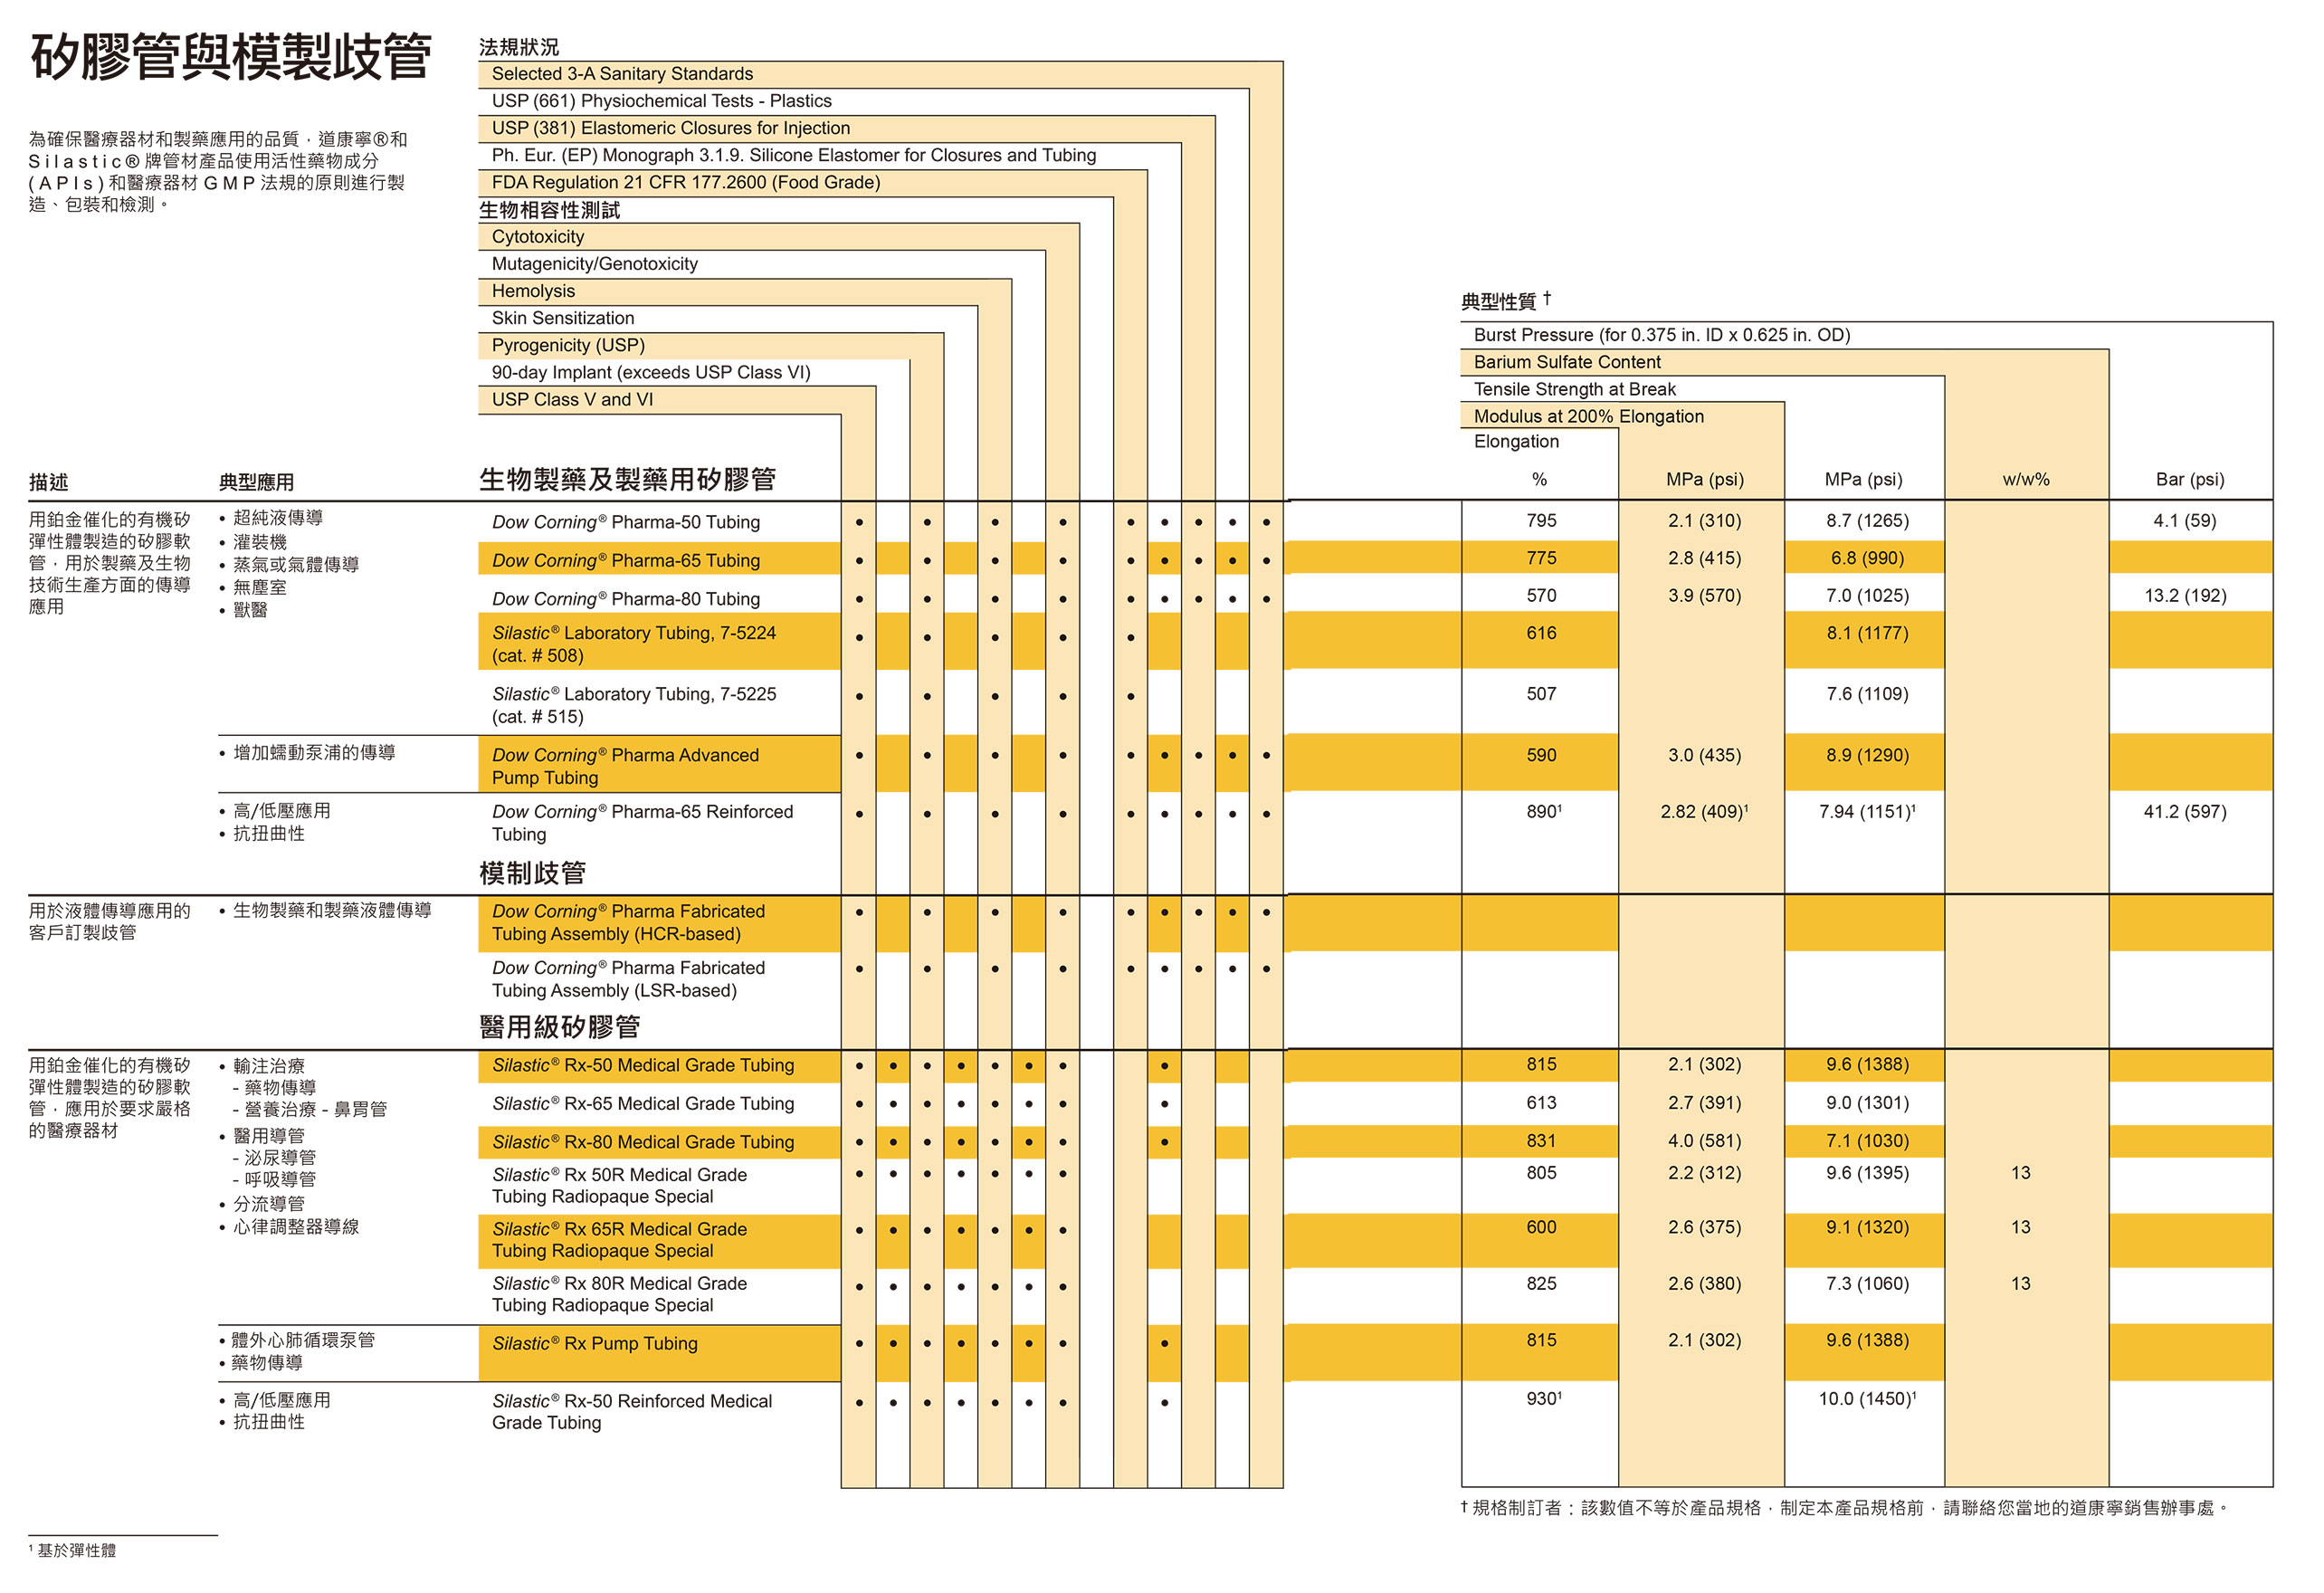 矽膠管與模製歧管
為確保醫療器材和製藥應用的品質，道康寧®和
Silastic®牌管材產品使用活性藥物成分
(APIs)和醫療器材GMP法規的原則進行製
造、包裝和檢測。
法規狀況
Selected 3-A Sanitary Standards
USP (661) Physiochemical Tests - Plastics
USP (381) Elastomeric Closures for Injection
Ph. Eur. (EP) Monograph 3.1.9. Silicone Elastomer for Closures and Tubing
FDA Regulation 21 CFR 177.2600 (Food Grade)
生物相容性測試
Cytotoxicity
Mutagenicity/Genotoxicity
Hemolysis
Skin Sensitization
Pyrogenicity (USP)
90-day Implant (exceeds USP Class VI)
USP Class V and VI
典型性質 †
Burst Pressure (for 0.375 in. ID x 0.625 in. OD)
Barium Sulfate Content
Tensile Strength at Break
Modulus at 200% Elongation
Elongation
描述 典型應用 生物製藥及製藥用矽膠管 % MPa (psi) MPa (psi) w/w% Bar (psi)
用鉑金催化的有機矽
彈性體製造的矽膠軟
管，用於製藥及生物
技術生產方面的傳導
應用
• 超純液傳導
• 灌裝機
• 蒸氣或氣體傳導
• 無塵室
• 獸醫
Dow Corning® Pharma-50 Tubing • • • • • • • • • 795 2.1 (310) 8.7 (1265) 4.1 (59)
Dow Corning® Pharma-65 Tubing • • • • • • • • • 775 2.8 (415) 6.8 (990)
Dow Corning® Pharma-80 Tubing • • • • • • • • • 570 3.9 (570) 7.0 (1025) 13.2 (192)
Silastic® Laboratory Tubing, 7-5224 • • • • • 616 8.1 (1177)
(cat. # 508)
Silastic® Laboratory Tubing, 7-5225 • • • • • 507 7.6 (1109)
(cat. # 515)
• 增加蠕動泵浦的傳導
Dow Corning® Pharma Advanced • • • • • • • • • 590 3.0 (435) 8.9 (1290)
Pump Tubing
• 高/低壓應用
• 抗扭曲性
Dow Corning® Pharma-65 Reinforced • • • • • • • • • 890¹ 2.82 (409)¹ 7.94 (1151)¹ 41.2 (597)
Tubing
模制歧管
用於液體傳導應用的
客戶訂製歧管
• 生物製藥和製藥液體傳導
Dow Corning® Pharma Fabricated • • • • • • • • •
Tubing Assembly (HCR-based)
Dow Corning® Pharma Fabricated • • • • • • • • •
Tubing Assembly (LSR-based)
醫用級矽膠管
用鉑金催化的有機矽
彈性體製造的矽膠軟
管，應用於要求嚴格
的醫療器材
• 輸注治療
- 藥物傳導
- 營養治療 - 鼻胃管
• 醫用導管
- 泌尿導管
- 呼吸導管
• 分流導管
• 心律調整器導線
Silastic® Rx-50 Medical Grade Tubing • • • • • • • • 815 2.1 (302) 9.6 (1388)
Silastic® Rx-65 Medical Grade Tubing • • • • • • • • 613 2.7 (391) 9.0 (1301)
Silastic® Rx-80 Medical Grade Tubing • • • • • • • • 831 4.0 (581) 7.1 (1030)
Silastic® Rx 50R Medical Grade • • • • • • • 805 2.2 (312) 9.6 (1395) 13
Tubing Radiopaque Special
Silastic® Rx 65R Medical Grade • • • • • • • 600 2.6 (375) 9.1 (1320) 13
Tubing Radiopaque Special
Silastic® Rx 80R Medical Grade • • • • • • • 825 2.6 (380) 7.3 (1060) 13
Tubing Radiopaque Special
• 體外心肺循環泵管
• 藥物傳導
Silastic® Rx Pump Tubing • • • • • • • • 815 2.1 (302) 9.6 (1388)
• 高/低壓應用
• 抗扭曲性
Silastic® Rx-50 Reinforced Medical • • • • • • • • 930¹ 10.0 (1450)¹
Grade Tubing
† 規格制訂者：該數值不等於產品規格，制定本產品規格前，請聯絡您當地的道康寧銷售辦事處。
¹ 基於彈性體